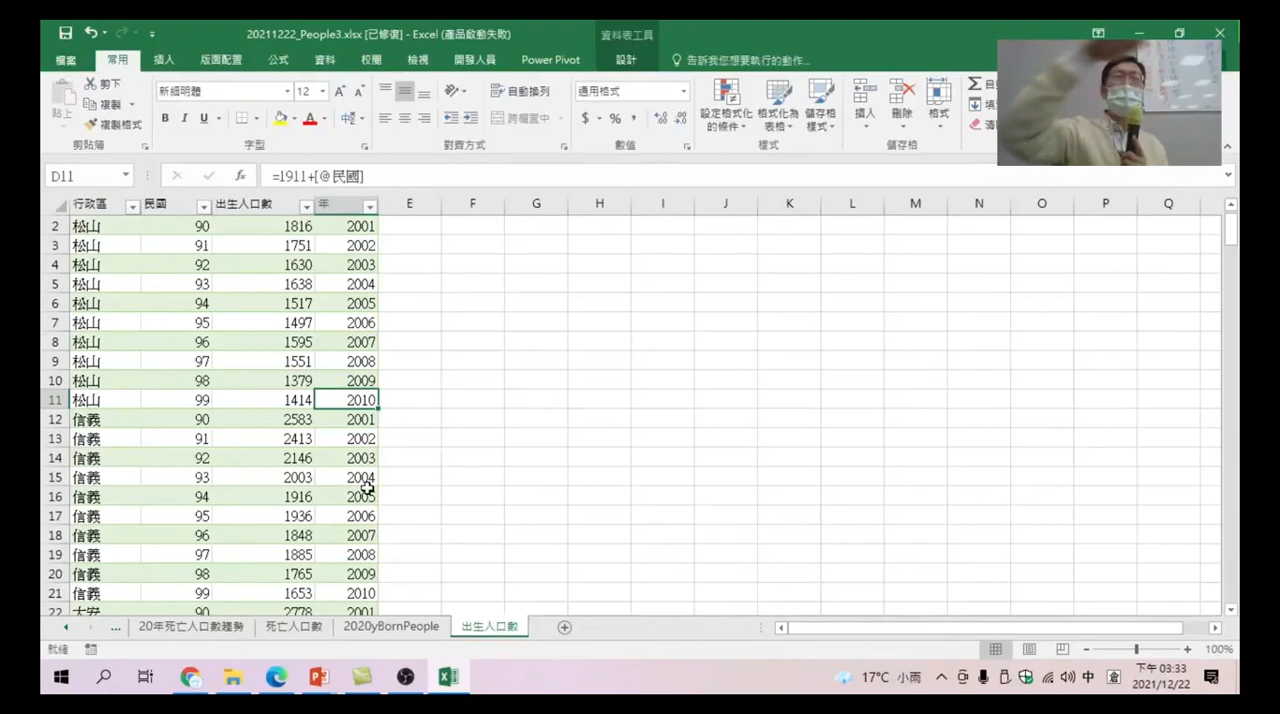 20211222_People3.xlsx [已修復] - Excel (產品啟動失敗) 資料表工具
檔案 常用 插入 版面配置 公式 資料 校閱 檢視 開發人員 Power Pivot 設計 告訴我您想要執行的動作...
貼上 剪下 複製 複製格式 剪貼簿
新細明體 12 B I U A 字型
自動換列 跨欄置中 對齊方式
通用格式 $ % , 數值
設定格式化的條件 格式化為表格 儲存格樣式 樣式
插入 刪除 格式 儲存格
D11 fx =1911+[@民國]
行政區 民國 出生人口數 年 E F G H I J K L M N O P Q
2 松山 90 1816 2001
3 松山 91 1751 2002
4 松山 92 1630 2003
5 松山 93 1638 2004
6 松山 94 1517 2005
7 松山 95 1497 2006
8 松山 96 1595 2007
9 松山 97 1551 2008
10 松山 98 1379 2009
11 松山 99 1414 2010
12 信義 90 2583 2001
13 信義 91 2413 2002
14 信義 92 2146 2003
15 信義 93 2003 2004
16 信義 94 1916 2005
17 信義 95 1936 2006
18 信義 96 1848 2007
19 信義 97 1885 2008
20 信義 98 1765 2009
21 信義 99 1653 2010
22 大安 90 2778 2001
... 20年死亡人口數趨勢 死亡人口數 2020yBornPeople 出生人口數
就緒 100%
17°C 小雨 中 倉 下午 03:33
2021/12/22